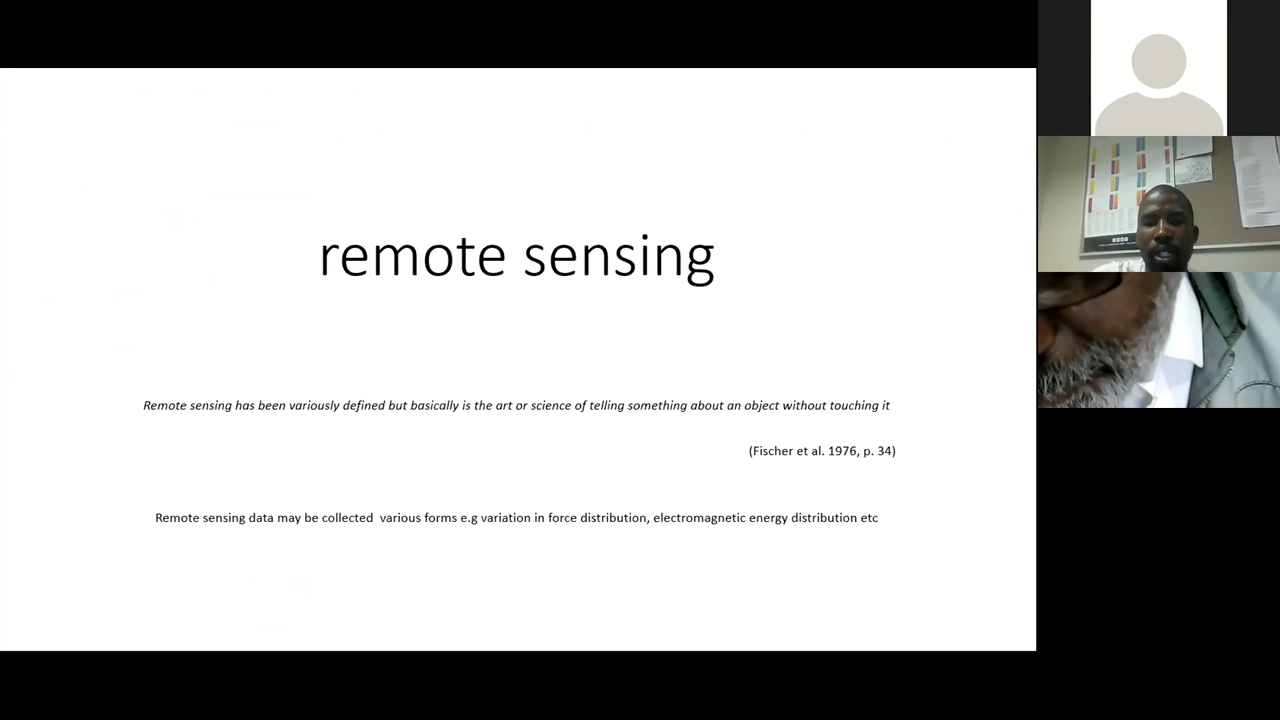 remote sensing
Remote sensing has been variously defined but basically is the art or science of telling something about an object without touching it
(Fischer et al. 1976, p. 34)
Remote sensing data may be collected  various forms e.g variation in force distribution, electromagnetic energy distribution etc